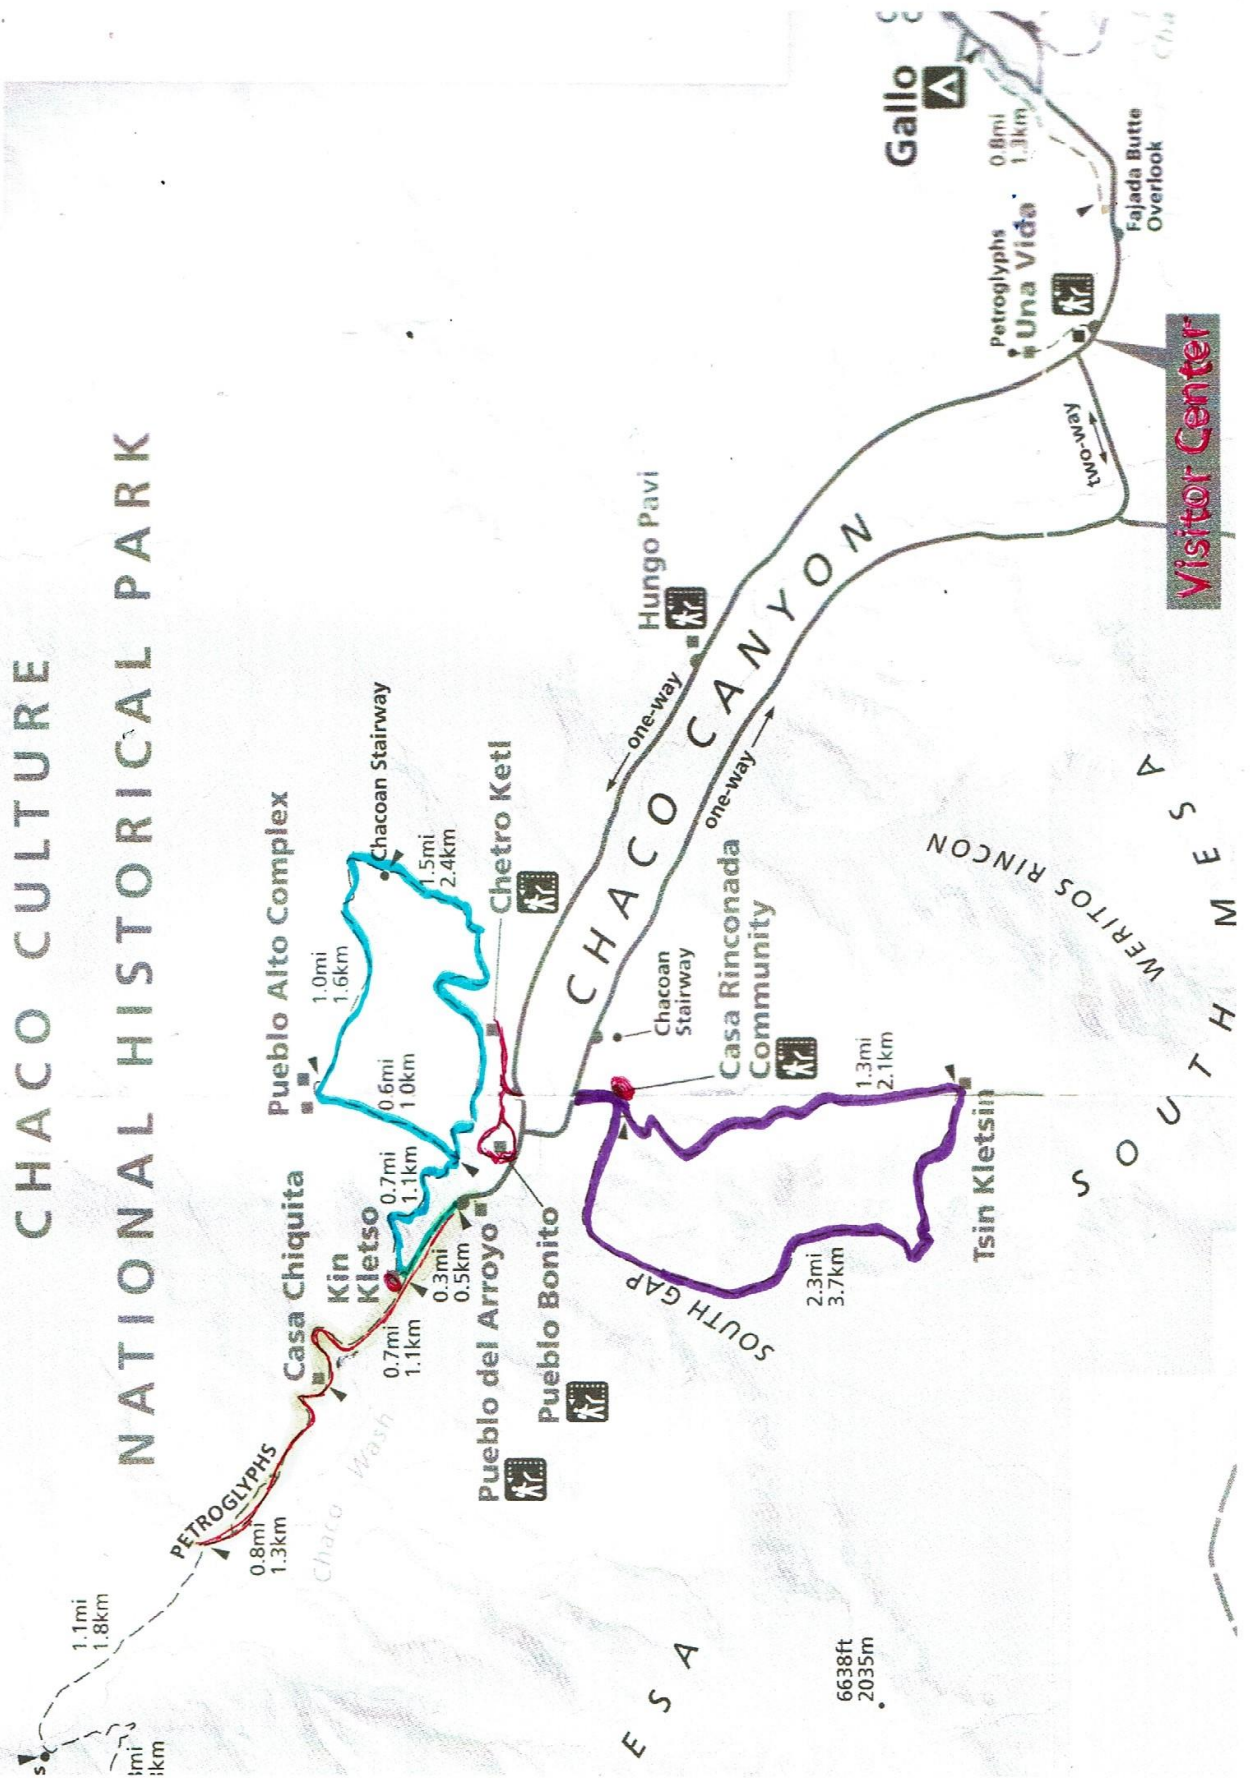 CHACO CULTURE
NATIONAL HISTORICAL PARK
1.1mi
1.8km
PETROGLYPHS
0.8mi
1.3km
Chaco Wash
Casa Chiquita
0.7mi
1.1km
Kin
Kletso
0.3mi
0.5km
0.7mi
1.1km
Pueblo Alto Complex
0.6mi
1.0km
1.0mi
1.6km
Chacoan Stairway
1.5mi
2.4km
Chetro Ketl
Pueblo del Arroyo
Pueblo Bonito
Hungo Pavi
one-way
CHACO CANYON
one-way
Chacoan
Stairway
Casa Rinconada
Community
1.3mi
2.1km
Tsin Kletsin
2.3mi
3.7km
SOUTH GAP
WERITOS RINCON
SOUTH MESA
6638ft
2035m
Gallo
0.8mi
1.3km
Petroglyphs
Una Vida
Fajada Butte
Overlook
two-way
Visitor Center